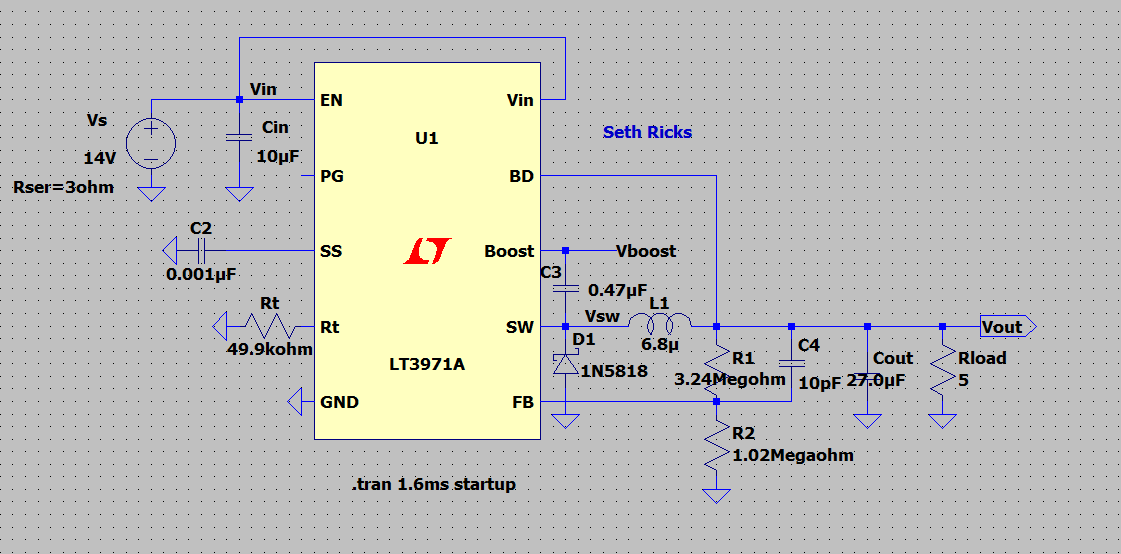 Vin
EN
Vin
Vs
Cin
U1
Seth Ricks
14V
10µF
Rser=3ohm
PG
BD
C2
SS
Boost
Vboost
0.001µF
C3
0.47µF
Rt
L1
Rt
SW
Vsw
Vout
49.9kohm
D1
6.8µ
C4
LT3971A
1N5818
R1
Cout
Rload
3.24Megohm
10pF
27.0µF
5
GND
FB
R2
1.02Megaohm
.tran 1.6ms startup